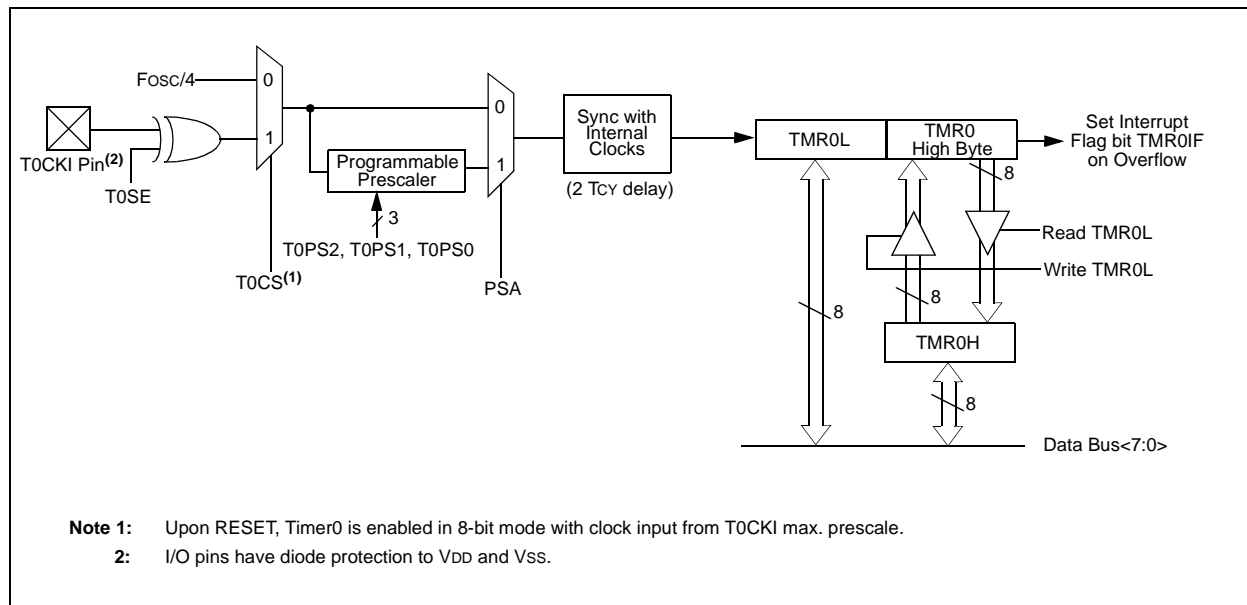 FOSC/4
0
1
T0CKI Pin(2)
T0SE
T0CS(1)
Programmable
Prescaler
3
T0PS2, T0PS1, T0PS0
0
1
PSA
Sync with
Internal
Clocks
(2 TCY delay)
TMR0L
TMR0
High Byte
Set Interrupt
Flag bit TMR0IF
on Overflow
8
Read TMR0L
Write TMR0L
8
8
TMR0H
8
Data Bus<7:0>
Note 1: Upon RESET, Timer0 is enabled in 8-bit mode with clock input from T0CKI max. prescale.
2: I/O pins have diode protection to VDD and VSS.